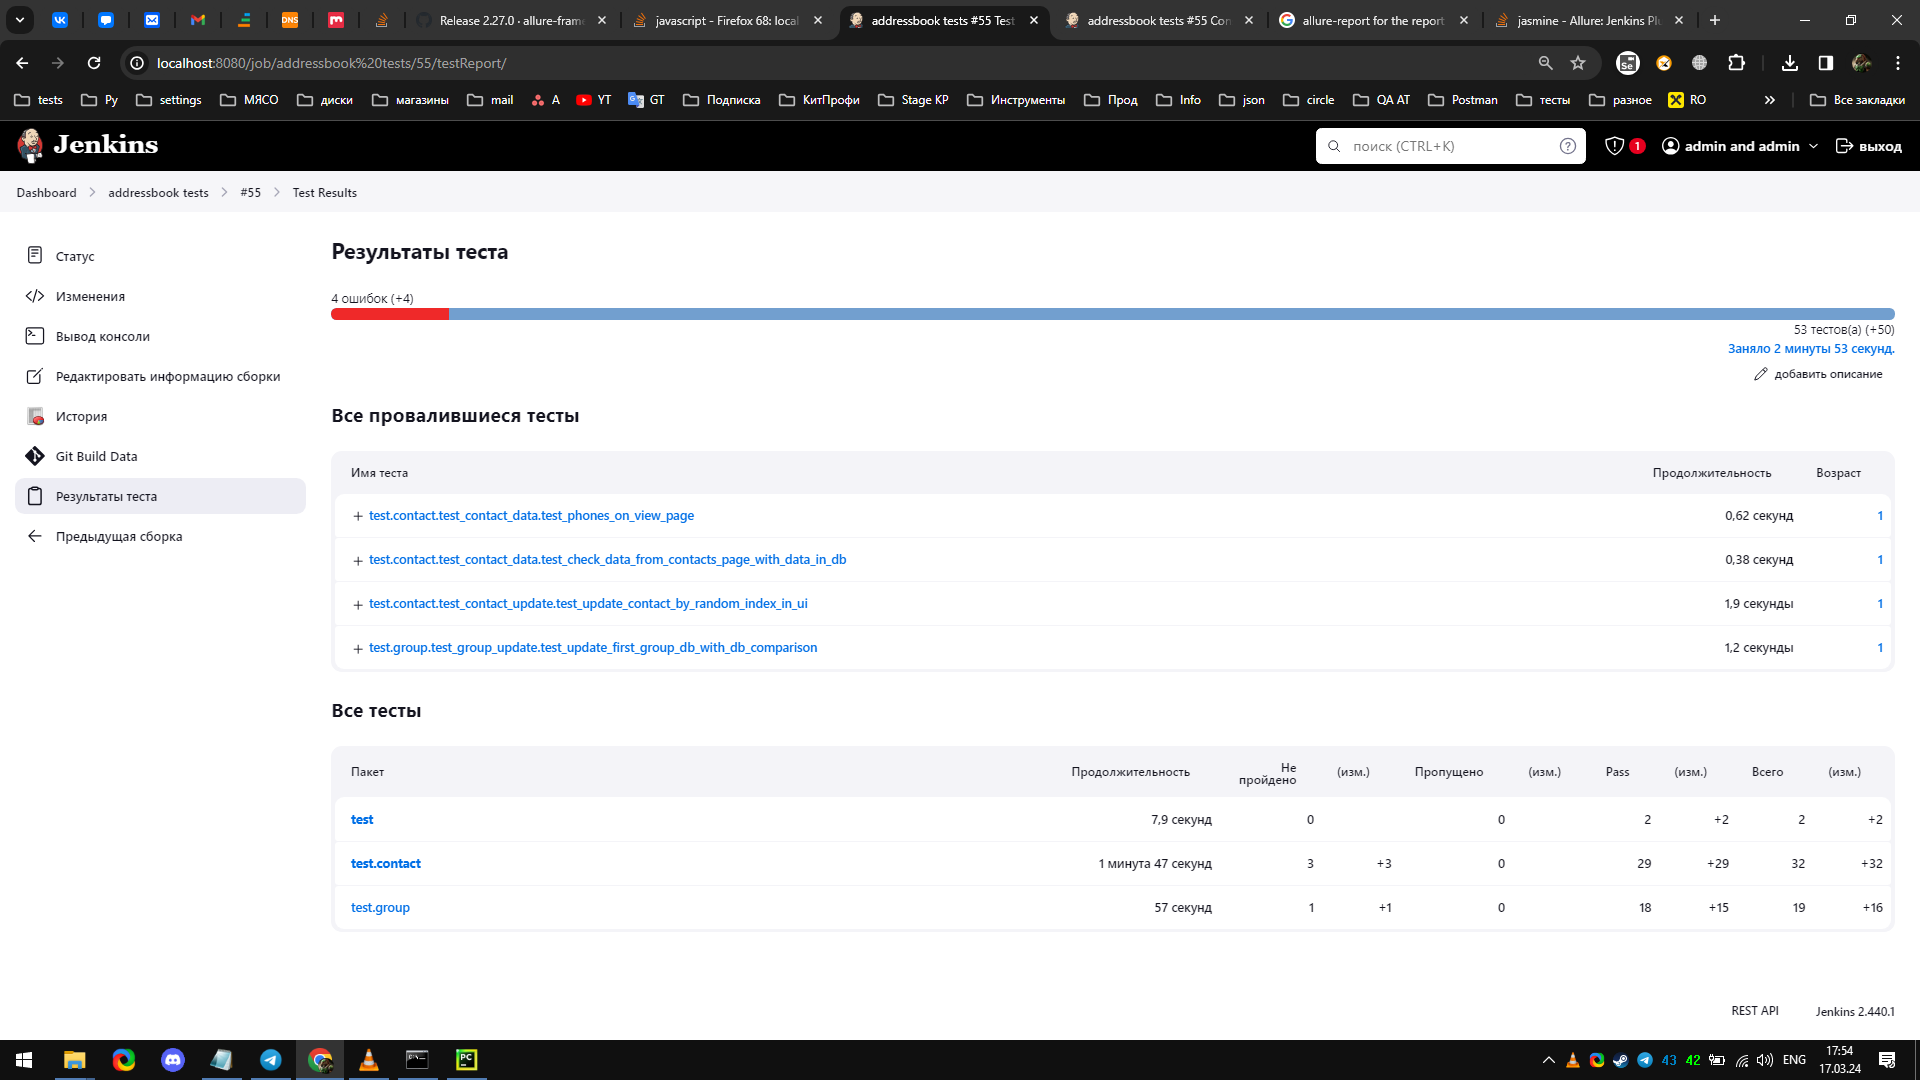 Release 2.27.0 · allure-fram
javascript - Firefox 68: local
addressbook tests #55 Test
addressbook tests #55 Con
allure-report for the report
jasmine - Allure: Jenkins Pl
localhost:8080/job/addressbook%20tests/55/testReport/
tests
Py
settings
МЯСО
диски
магазины
mail
A
YT
GT
Подписка
КитПрофи
Stage KP
Инструменты
Прод
Info
json
circle
QA AT
Postman
тесты
разное
RO
Все закладки
Jenkins
поиск (CTRL+K)
1
admin and admin
выход
Dashboard
addressbook tests
#55
Test Results
Статус
Изменения
Вывод консоли
Редактировать информацию сборки
История
Git Build Data
Результаты теста
Предыдущая сборка
Результаты теста
4 ошибок (+4)
53 тестов(а) (+50)
Заняло 2 минуты 53 секунд.
добавить описание
Все провалившиеся тесты
Имя теста Продолжительность Возраст
test.contact.test_contact_data.test_phones_on_view_page 0,62 секунд 1
test.contact.test_contact_data.test_check_data_from_contacts_page_with_data_in_db 0,38 секунд 1
test.contact.test_contact_update.test_update_contact_by_random_index_in_ui 1,9 секунды 1
test.group.test_group_update.test_update_first_group_db_with_db_comparison 1,2 секунды 1
Все тесты
Пакет Продолжительность Не пройдено (изм.) Пропущено (изм.) Pass (изм.) Всего (изм.)
test 7,9 секунд 0 0 2 +2 2 +2
test.contact 1 минута 47 секунд 3 +3 0 29 +29 32 +32
test.group 57 секунд 1 +1 0 18 +15 19 +16
REST API
Jenkins 2.440.1
43
42
ENG
17:54
17.03.24